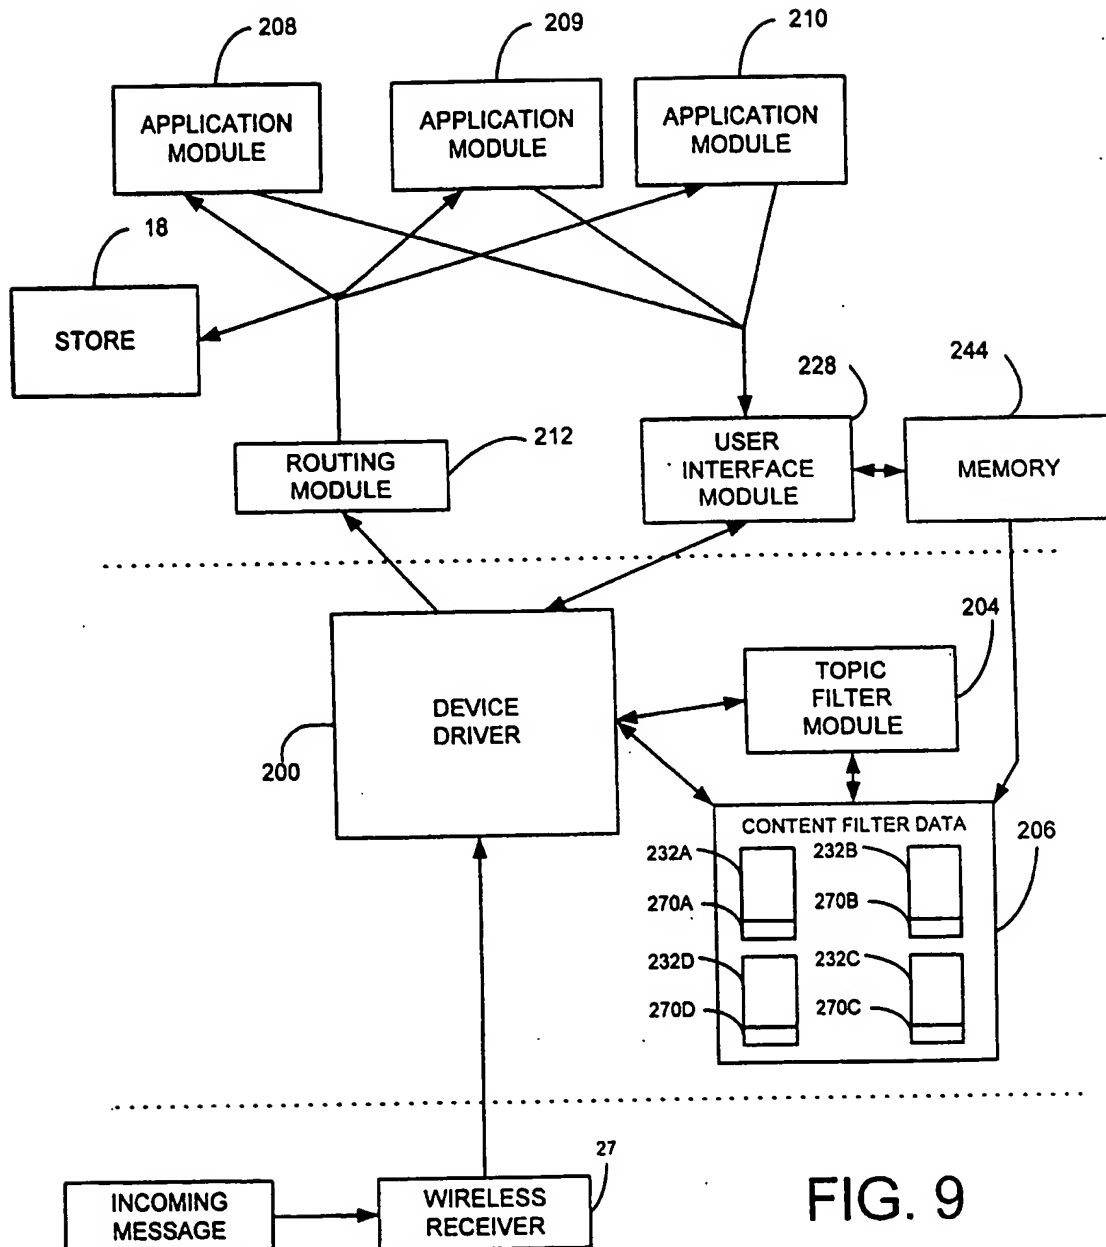 208
209
210
APPLICATION
MODULE
APPLICATION
MODULE
APPLICATION
MODULE
18
STORE
228
244
212
ROUTING
MODULE
USER
INTERFACE
MODULE
MEMORY
204
DEVICE
DRIVER
TOPIC
FILTER
MODULE
200
CONTENT FILTER DATA
206
232A
232B
270A
270B
232D
232C
270D
270C
27
INCOMING
MESSAGE
WIRELESS
RECEIVER
FIG. 9